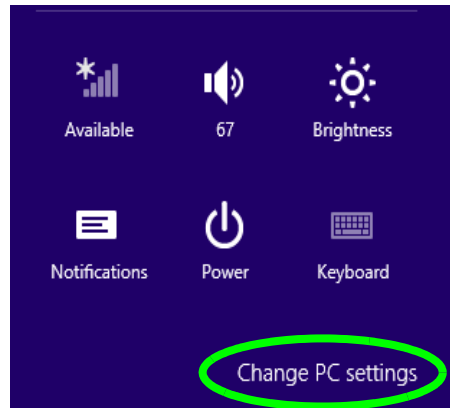 Available 67 Brightness
Notifications Power Keyboard
Change PC settings